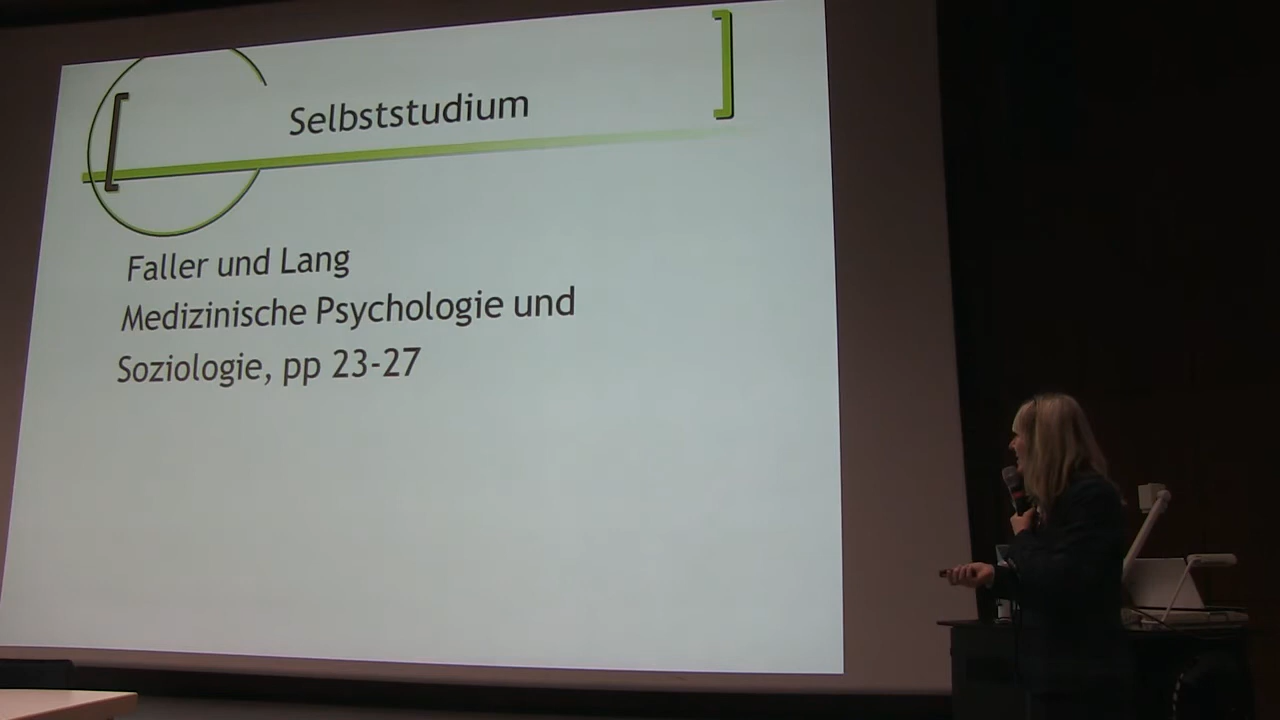 Selbststudium
Faller und Lang
Medizinische Psychologie und
Soziologie, pp 23-27